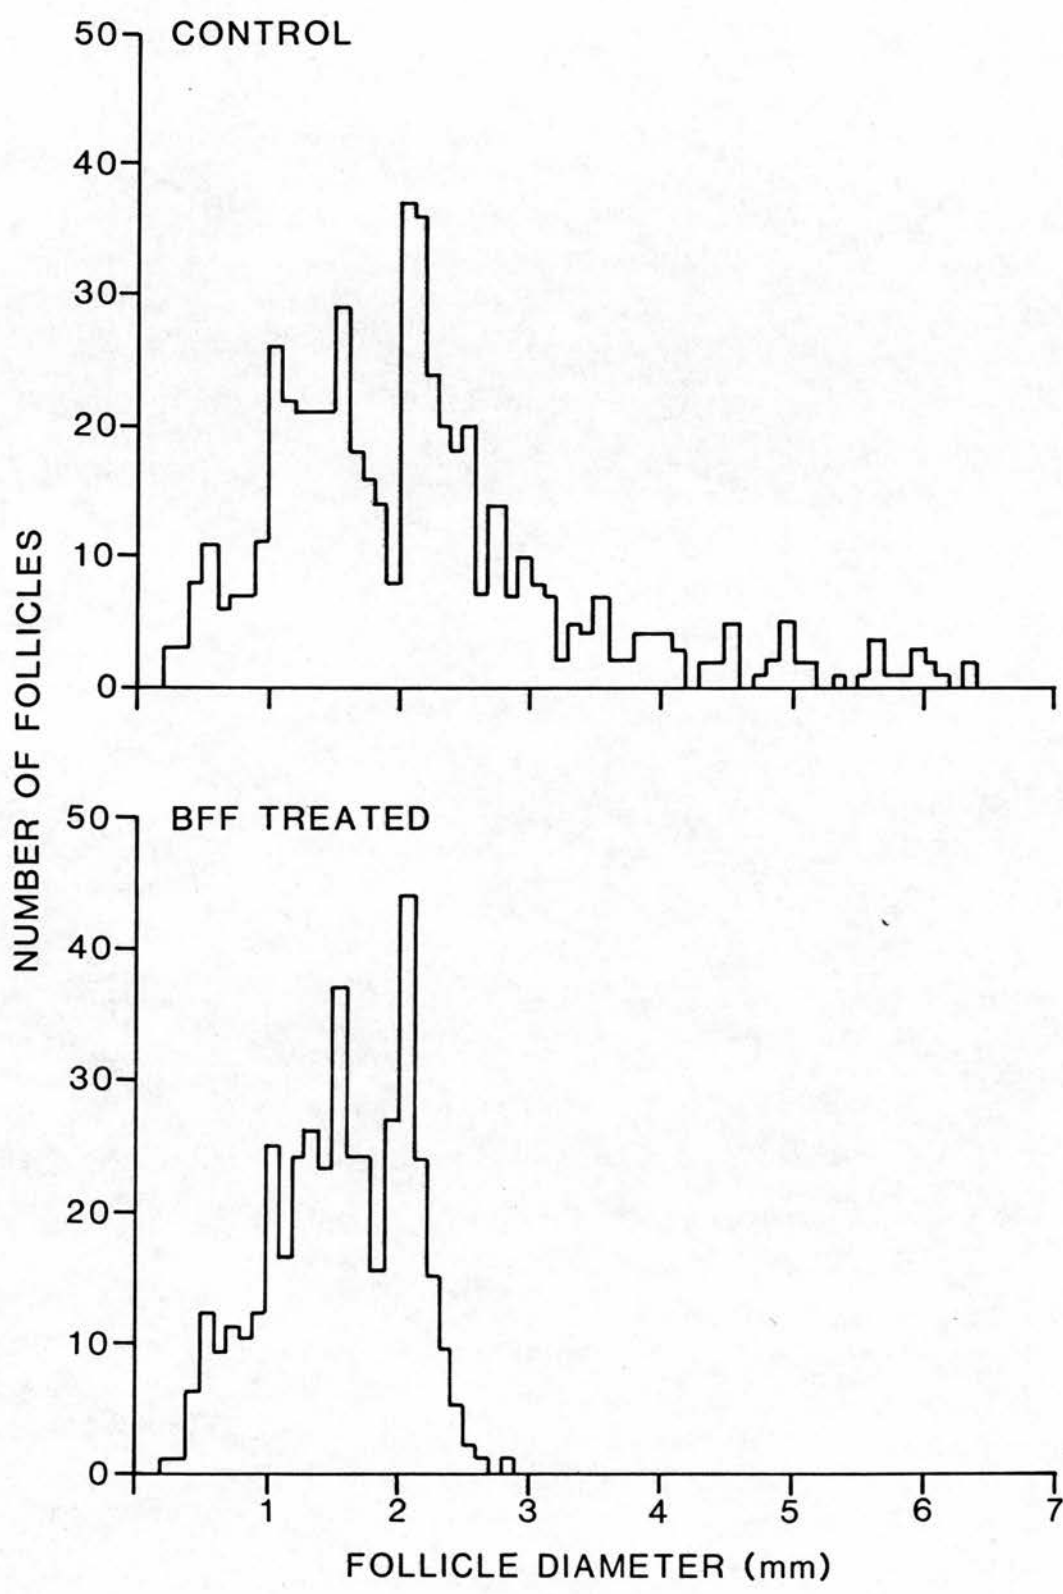 CONTROL
50
40
30
20
10
0
NUMBER OF FOLLICLES
BFF TREATED
50
40
30
20
10
0
1 2 3 4 5 6 7
FOLLICLE DIAMETER (mm)